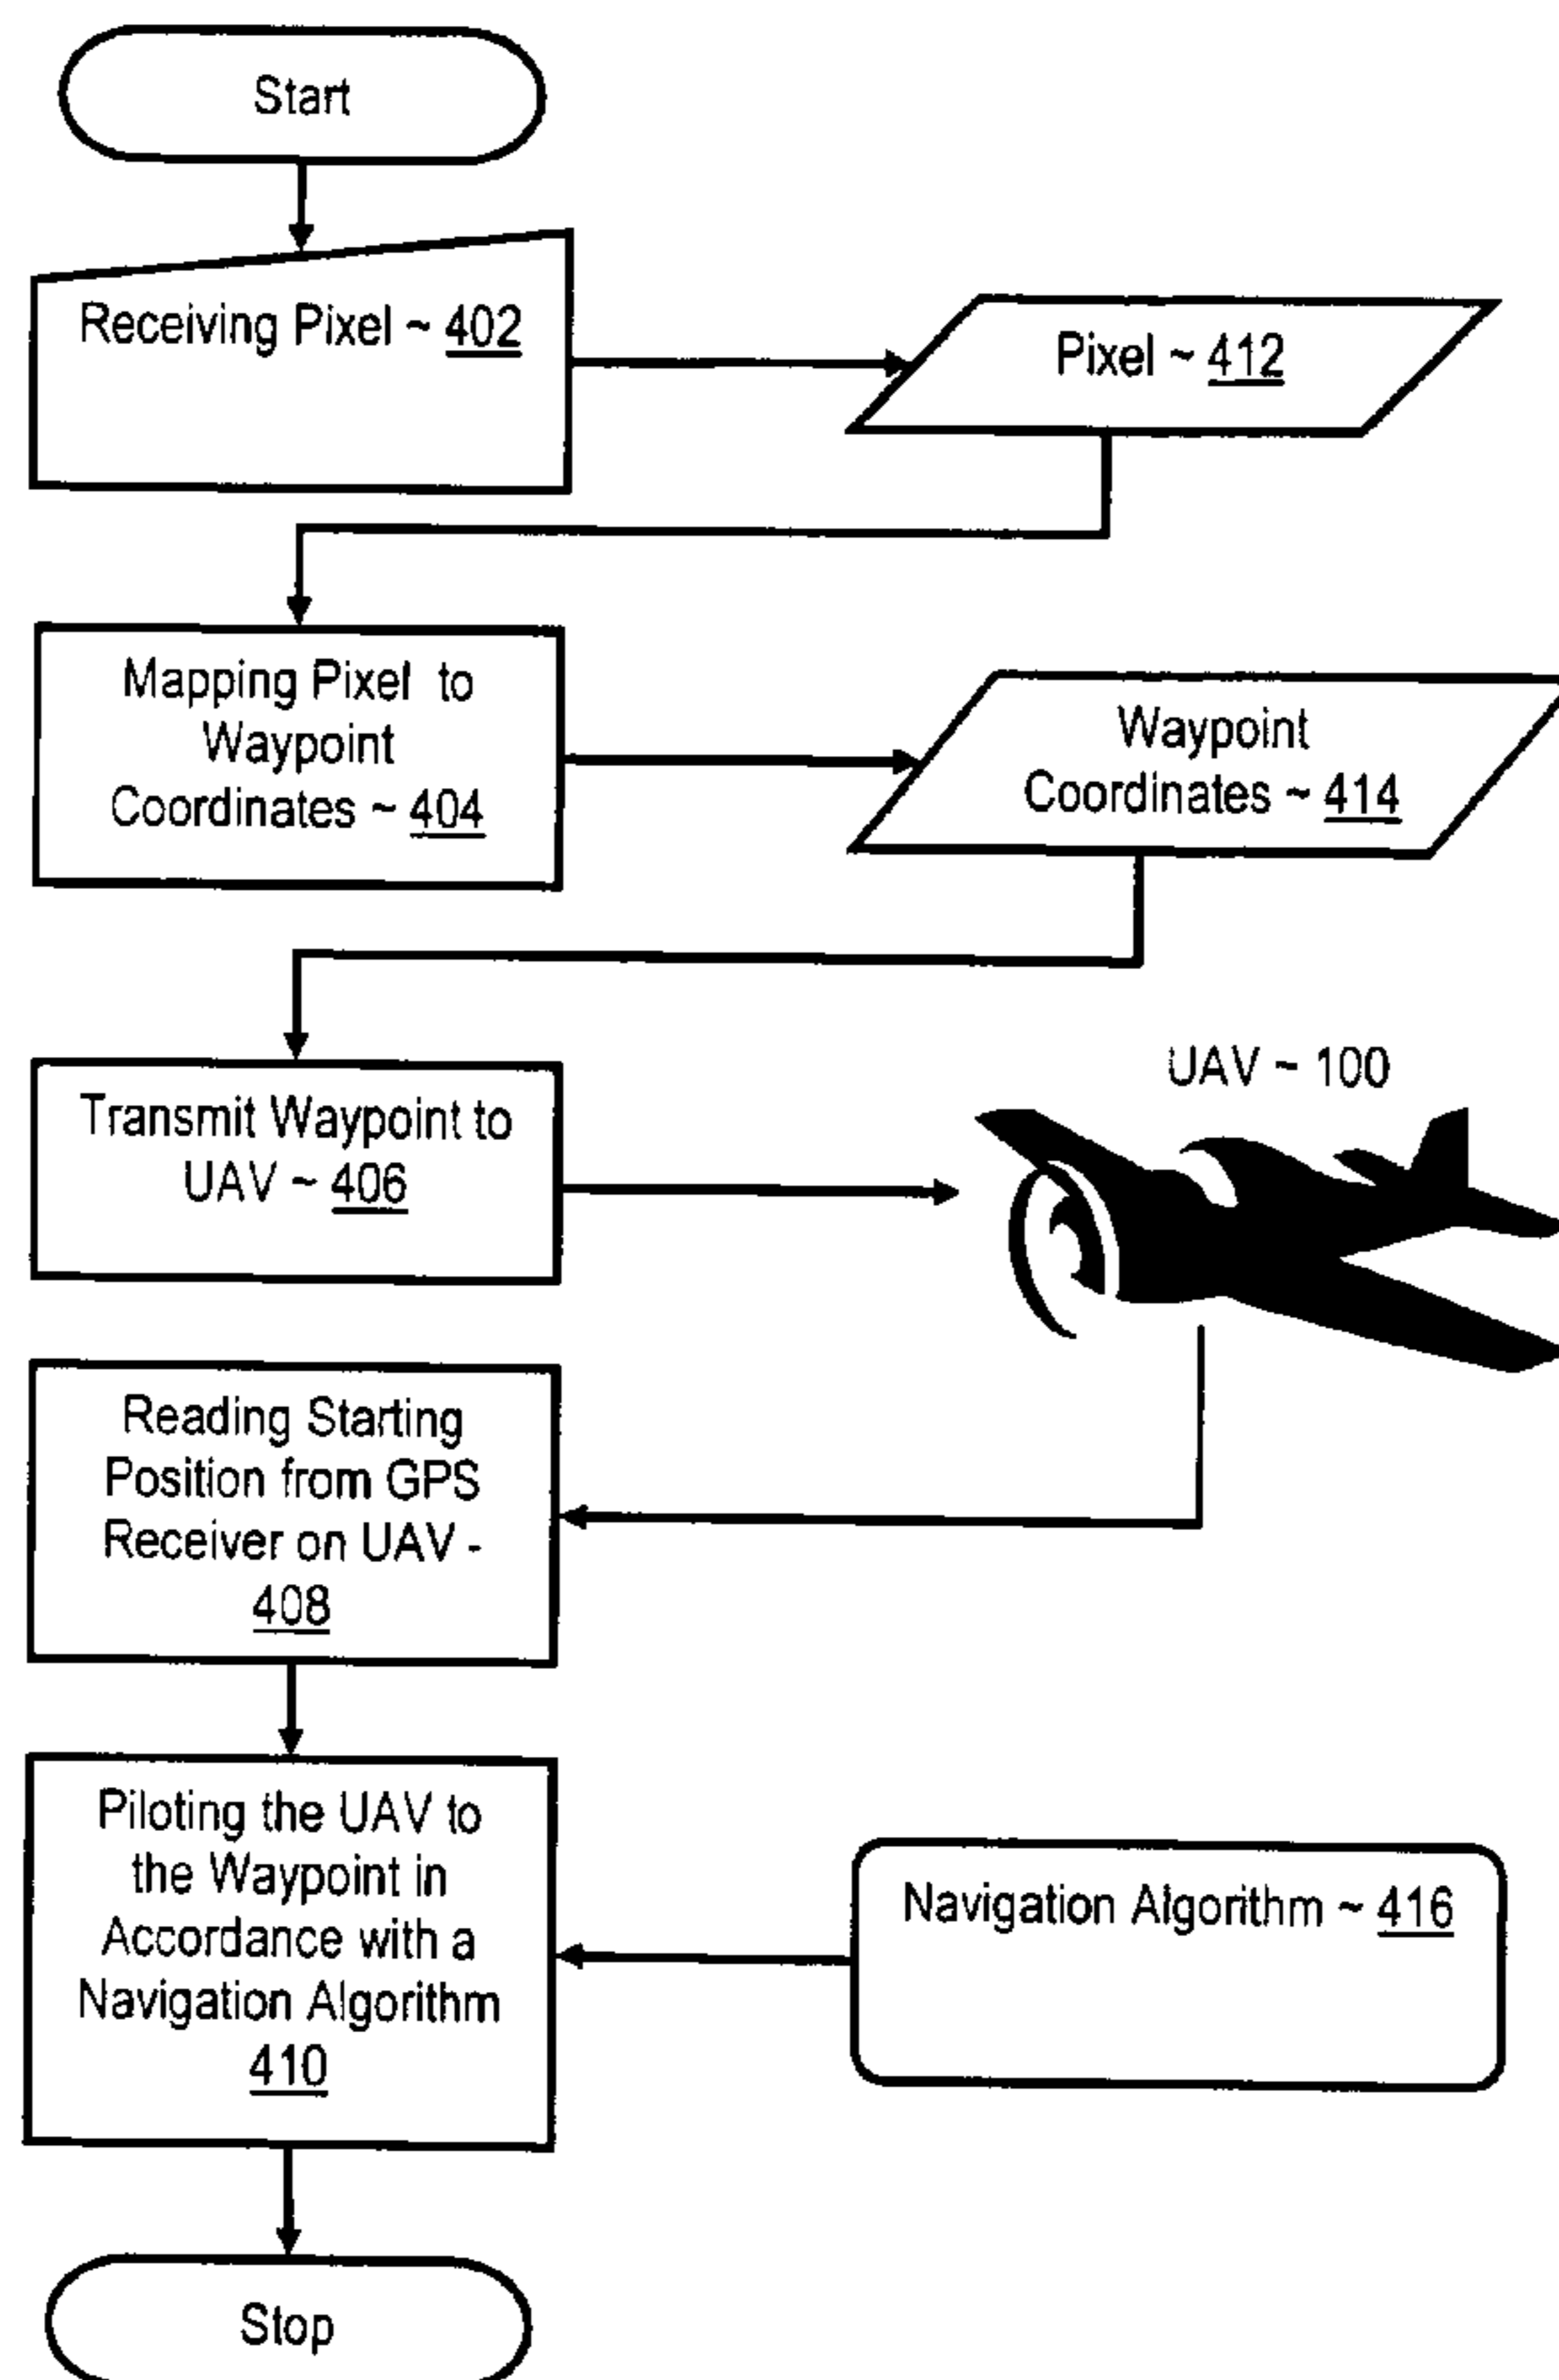 Start
Receiving Pixel ~ 402
Pixel ~ 412
Mapping Pixel to
Waypoint
Coordinates ~ 404
Waypoint
Coordinates ~ 414
Transmit Waypoint to
UAV ~ 406
UAV ~ 100
Reading Starting
Position from GPS
Receiver on UAV -
408
Piloting the UAV to
the Waypoint in
Accordance with a
Navigation Algorithm
410
Navigation Algorithm ~ 416
Stop